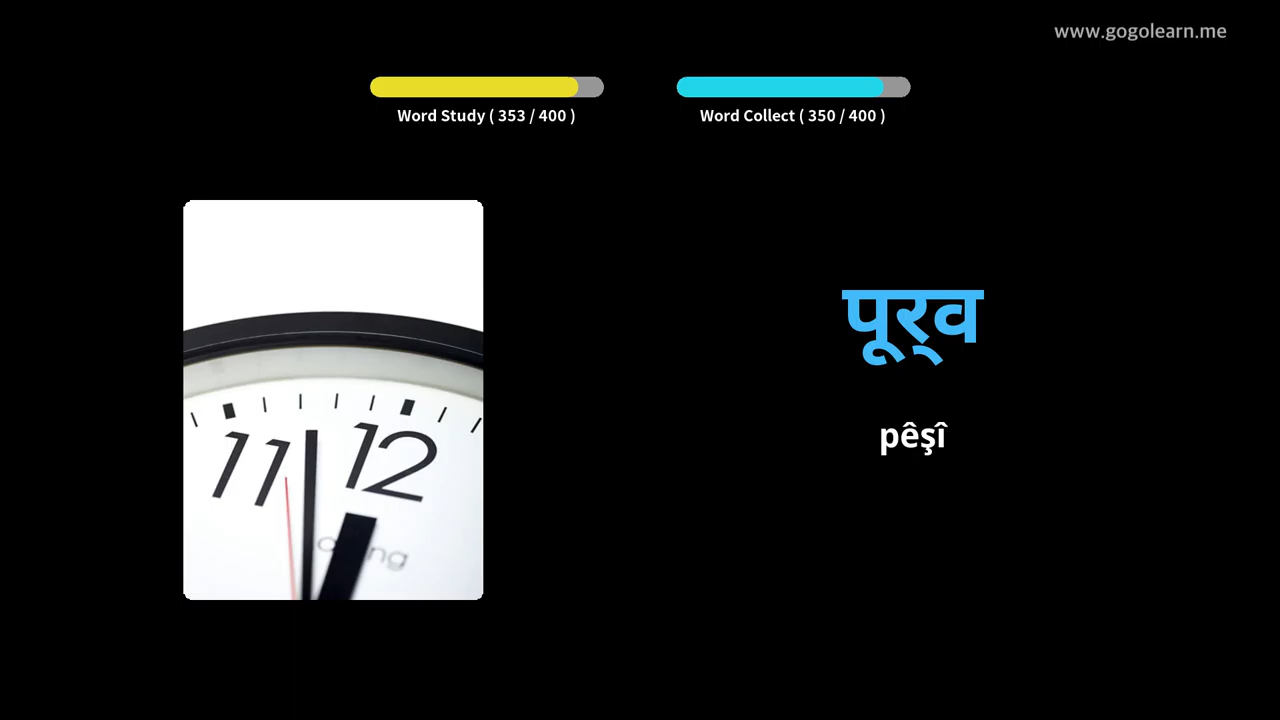 www.gogolearn.me
Word Study ( 353 / 400 )
Word Collect ( 350 / 400 )
11 12
पूर्व
pêşî